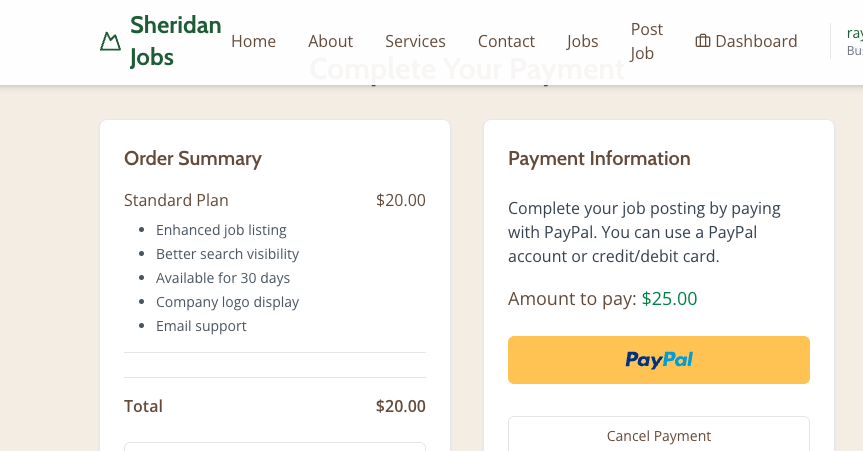 Sheridan Jobs
Home
About
Services
Contact
Jobs
Post Job
Dashboard
ray
Bu
Complete Your Payment
Order Summary
Standard Plan $20.00
Enhanced job listing
Better search visibility
Available for 30 days
Company logo display
Email support
Total $20.00
Payment Information
Complete your job posting by paying
with PayPal. You can use a PayPal
account or credit/debit card.
Amount to pay: $25.00
PayPal
Cancel Payment